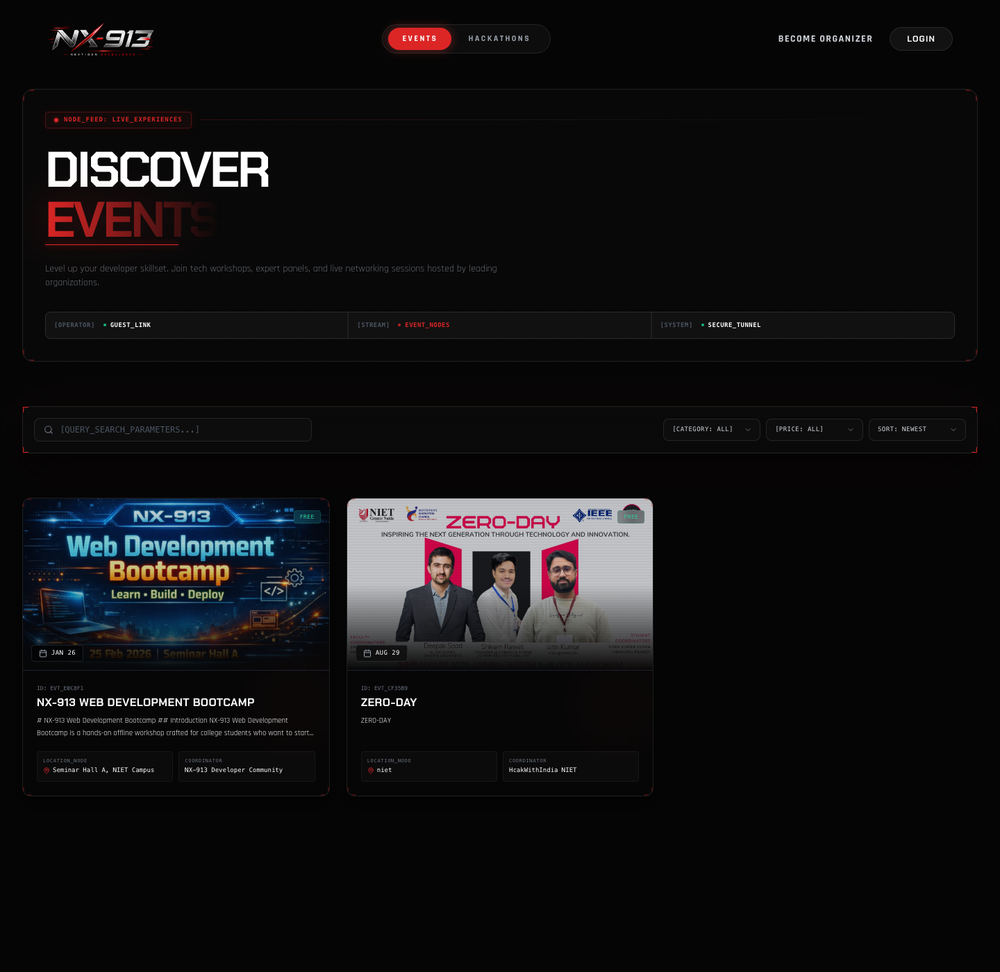 NX-913
NEXT-GEN EXCELLENCE
EVENTS
HACKATHONS
BECOME ORGANIZER
LOGIN
NODE_FEED: LIVE_EXPERIENCES
DISCOVER
EVENTS
Level up your developer skillset. Join tech workshops, expert panels, and live networking sessions hosted by leading
organizations.
[OPERATOR] GUEST_LINK
[STREAM] EVENT_NODES
[SYSTEM] SECURE_TUNNEL
[QUERY_SEARCH_PARAMETERS...]
[CATEGORY: ALL]
[PRICE: ALL]
SORT: NEWEST
NX-913
FREE
Web Development
Bootcamp
Learn • Build • Deploy
</>
JAN 26
25 Feb 2026 | Seminar Hall A
ID: EVT_E0C8F1
NX-913 WEB DEVELOPMENT BOOTCAMP
# NX-913 Web Development Bootcamp ## Introduction NX-913 Web Development
Bootcamp is a hands-on offline workshop crafted for college students who want to start...
LOCATION_NODE
Seminar Hall A, NIET Campus
COORDINATOR
NX-913 Developer Community
NIET
Greater Noida
INSTITUTION'S
INNOVATION
COUNCIL
ZERO-DAY
IEEE
FREE
INSPIRING THE NEXT GENERATION THROUGH TECHNOLOGY AND INNOVATION.
FACULTY
COORDINATORS
STUDENT
COORDINATORS
Deepak Sood
Shivam Rawat
Jatin Kumar
AUG 29
ID: EVT_CF35B9
ZERO-DAY
ZERO-DAY
LOCATION_NODE
niet
COORDINATOR
HcakWithIndia NIET